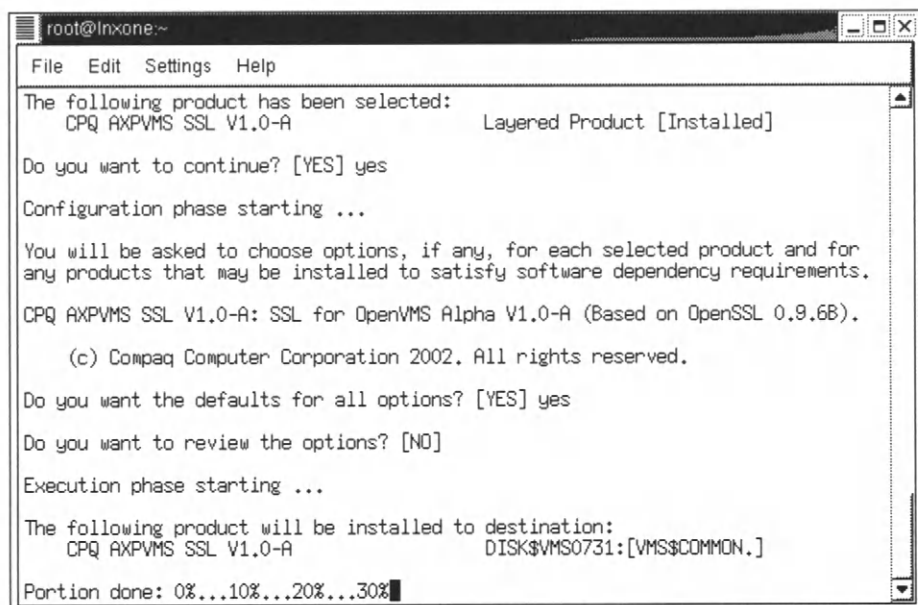 root@lnxone:~
File Edit Settings Help
The following product has been selected:
CPQ AXPVMS SSL V1.0-A Layered Product [Installed]
Do you want to continue? [YES] yes
Configuration phase starting ...
You will be asked to choose options, if any, for each selected product and for
any products that may be installed to satisfy software dependency requirements.
CPQ AXPVMS SSL V1.0-A: SSL for OpenVMS Alpha V1.0-A (Based on OpenSSL 0.9.6B).
(c) Compaq Computer Corporation 2002. All rights reserved.
Do you want the defaults for all options? [YES] yes
Do you want to review the options? [NO]
Execution phase starting ...
The following product will be installed to destination:
CPQ AXPVMS SSL V1.0-A DISK$VMS0731:[VMS$COMMON.]
Portion done: 0%...10%...20%...30%